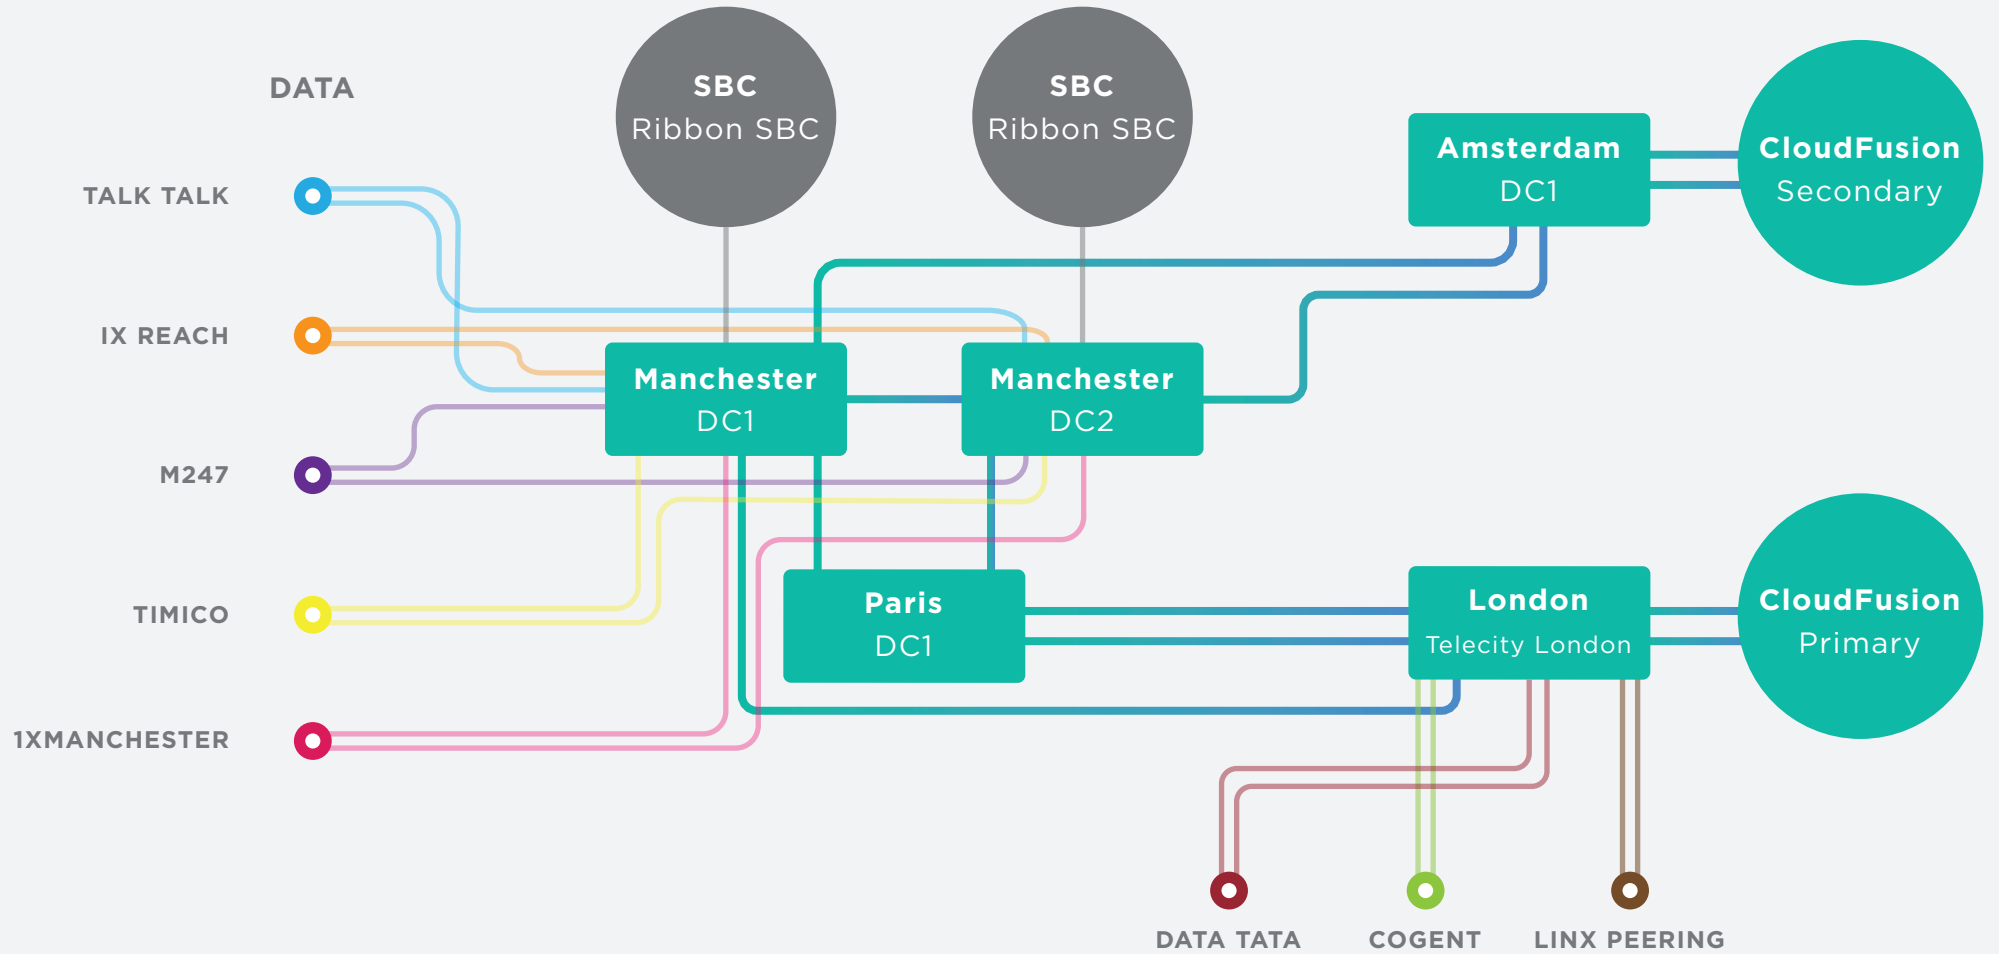 DATA
SBC
Ribbon SBC
SBC
Ribbon SBC
Amsterdam
DC1
CloudFusion
Secondary
TALK TALK
IX REACH
Manchester
DC1
Manchester
DC2
M247
TIMICO
Paris
DC1
London
Telecity London
CloudFusion
Primary
1XMANCHESTER
DATA TATA
COGENT
LINX PEERING